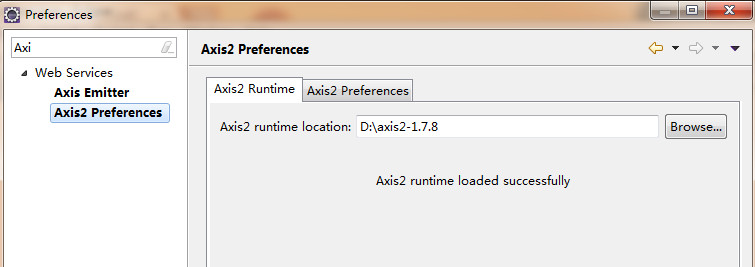 Preferences
Axi
Web Services
Axis Emitter
Axis2 Preferences
Axis2 Preferences
Axis2 Runtime
Axis2 Preferences
Axis2 runtime location:
D:\axis2-1.7.8
Browse...
Axis2 runtime loaded successfully